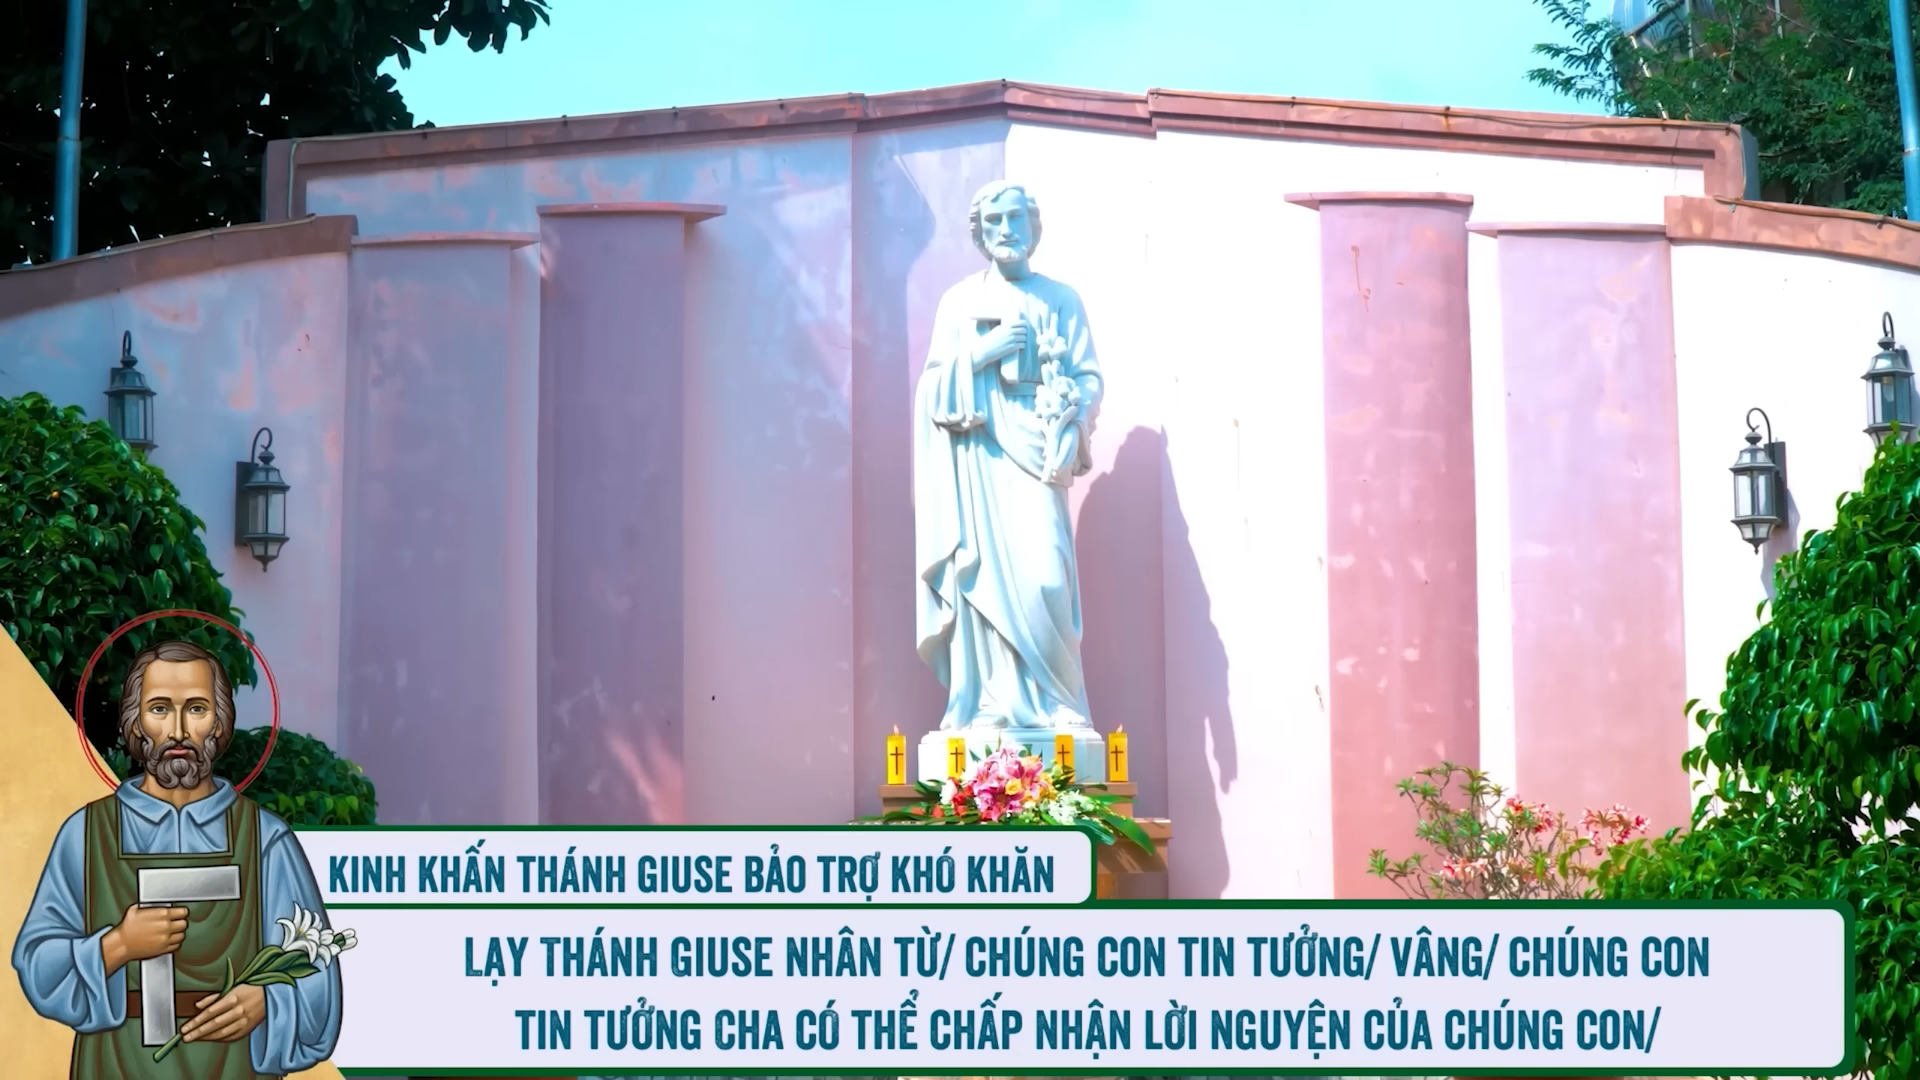 KINH KHẤN THÁNH GIUSE BẢO TRỢ KHÓ KHĂN
LẠY THÁNH GIUSE NHÂN TỪ/ CHÚNG CON TIN TƯỞNG/ VÂNG/ CHÚNG CON
TIN TƯỞNG CHA CÓ THỂ CHẤP NHẬN LỜI NGUYỆN CỦA CHÚNG CON/